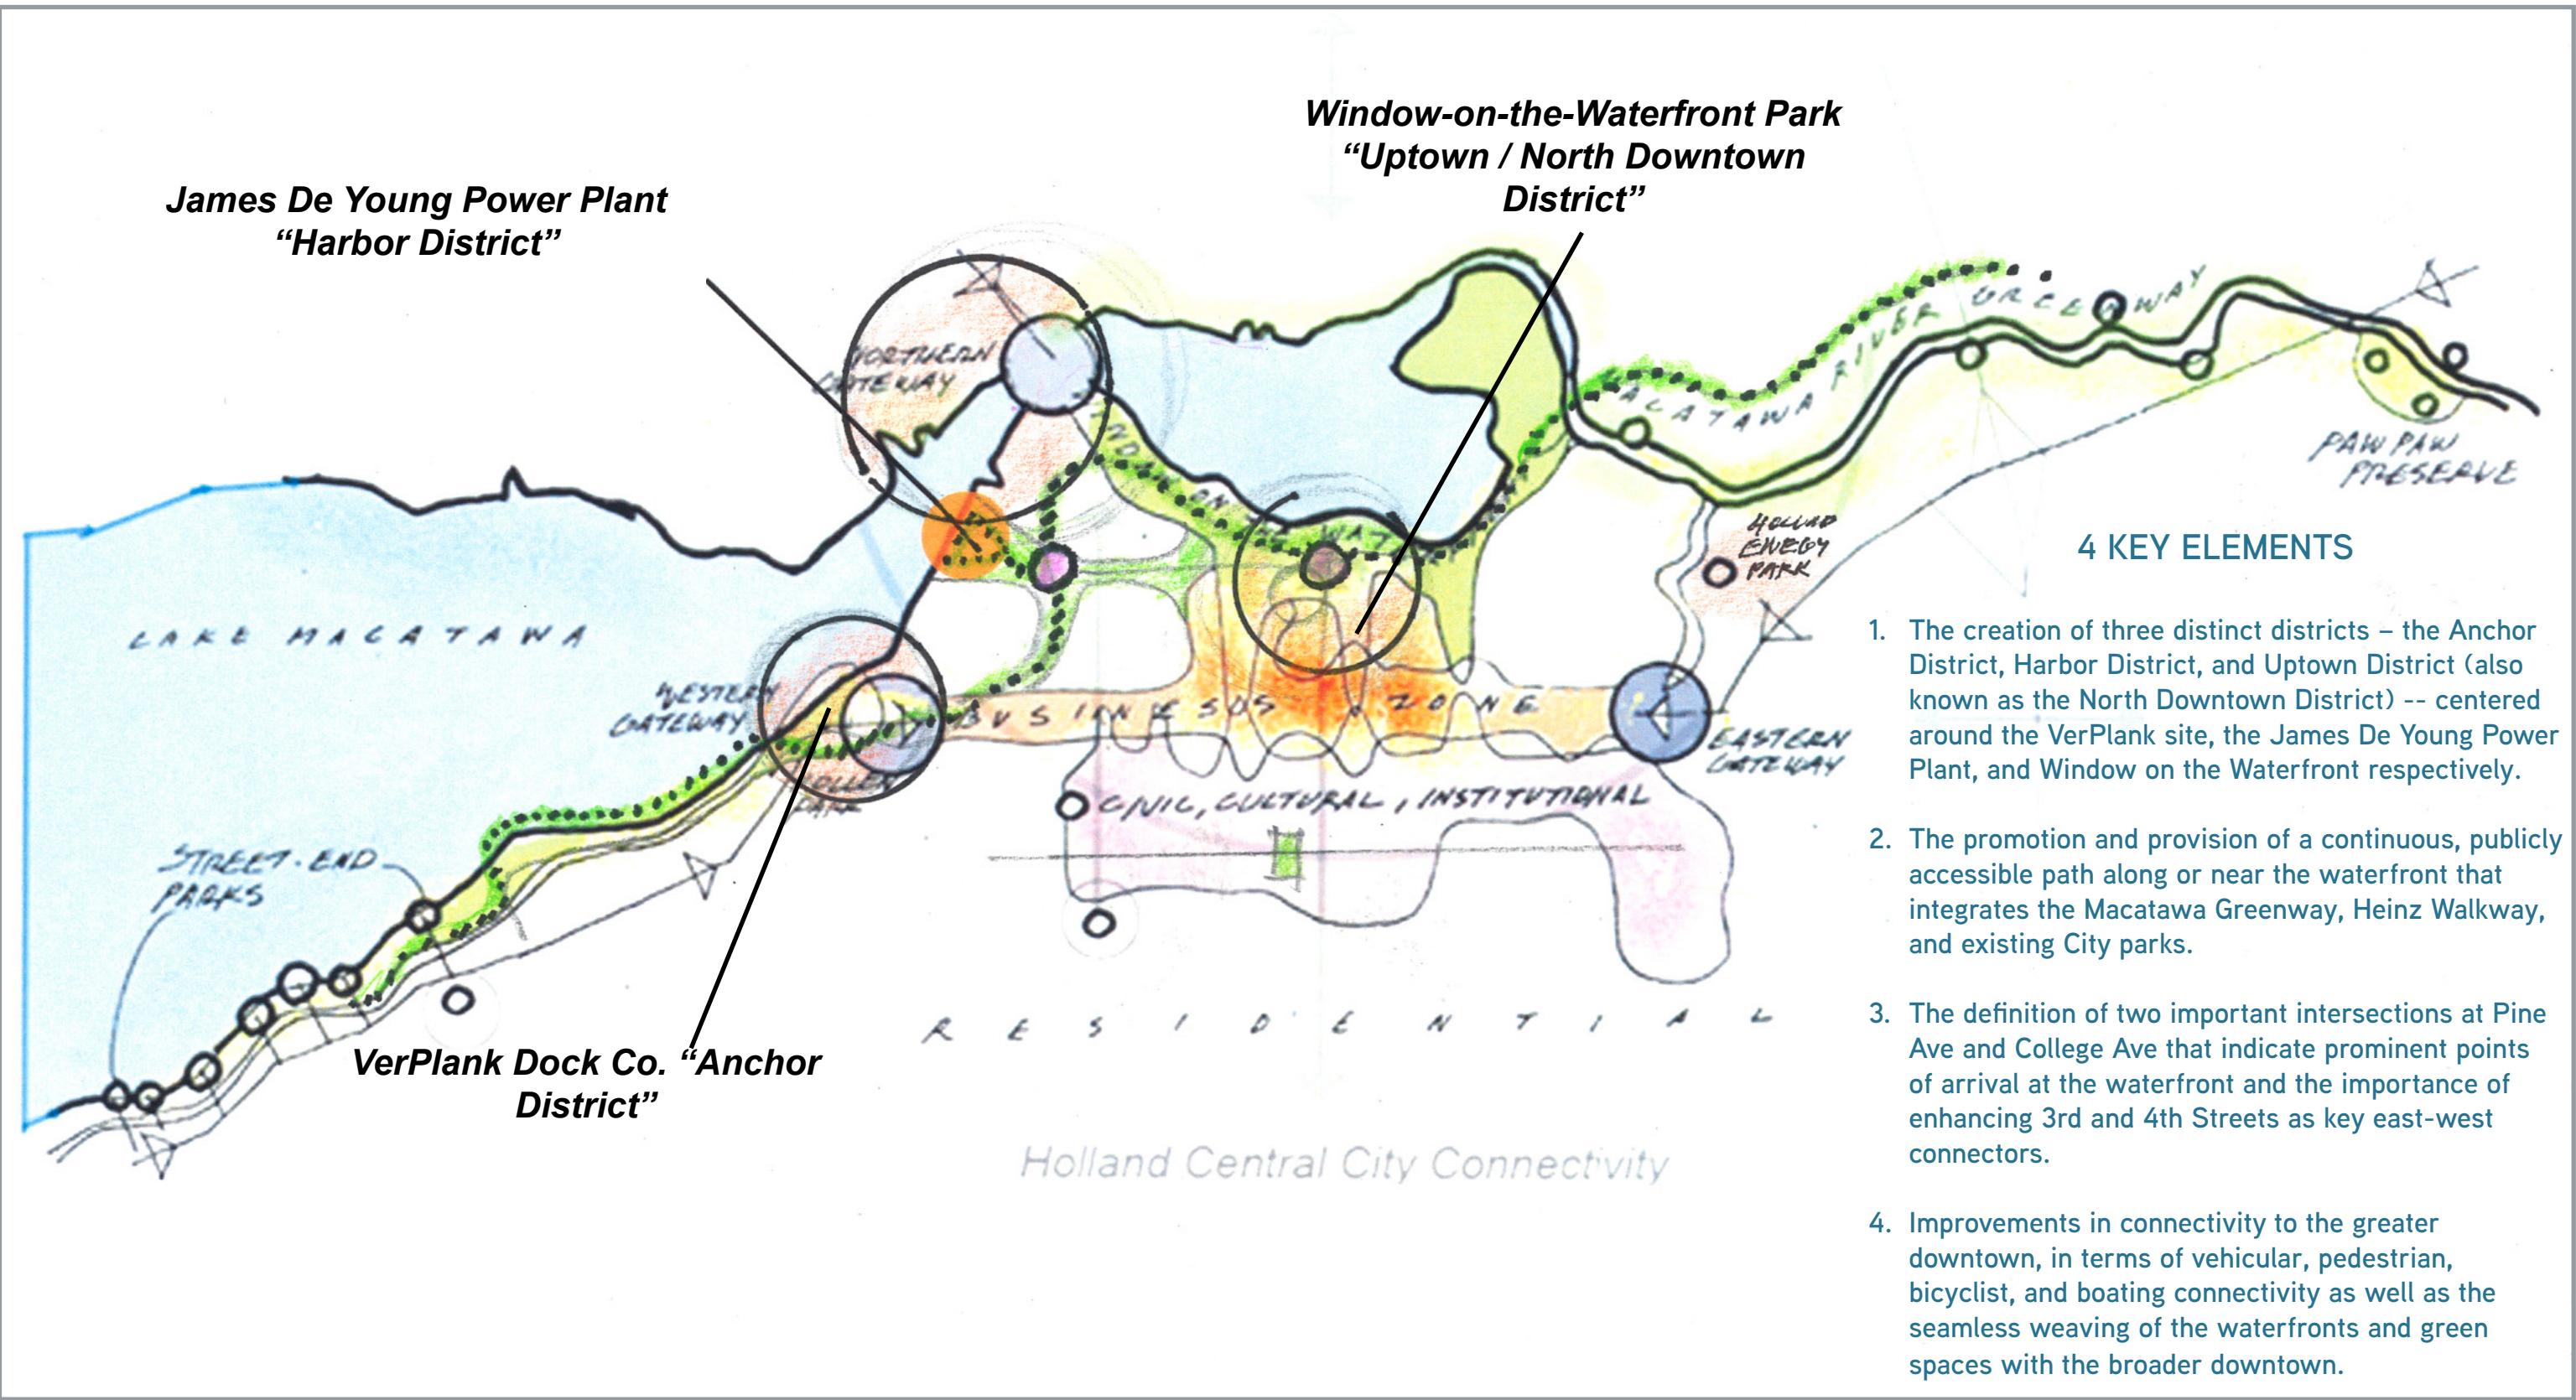 Window-on-the-Waterfront Park
“Uptown / North Downtown
District”
James De Young Power Plant
“Harbor District”
NORTHERN
GATEWAY
MACATAWA RIVER GREENWAY
PAW PAW
PRESERVE
HOLLAND
ENERGY
PARK
LAKE MACATAWA
WESTERN
GATEWAY
BUSINESS
ZONE
EASTERN
GATEWAY
PARK
CIVIC, CULTURAL, INSTITUTIONAL
STREET-END
PARKS
RESIDENTIAL
VerPlank Dock Co. “Anchor
District”
Holland Central City Connectivity
4 KEY ELEMENTS
1. The creation of three distinct districts – the Anchor
District, Harbor District, and Uptown District (also
known as the North Downtown District) -- centered
around the VerPlank site, the James De Young Power
Plant, and Window on the Waterfront respectively.
2. The promotion and provision of a continuous, publicly
accessible path along or near the waterfront that
integrates the Macatawa Greenway, Heinz Walkway,
and existing City parks.
3. The definition of two important intersections at Pine
Ave and College Ave that indicate prominent points
of arrival at the waterfront and the importance of
enhancing 3rd and 4th Streets as key east-west
connectors.
4. Improvements in connectivity to the greater
downtown, in terms of vehicular, pedestrian,
bicyclist, and boating connectivity as well as the
seamless weaving of the waterfronts and green
spaces with the broader downtown.